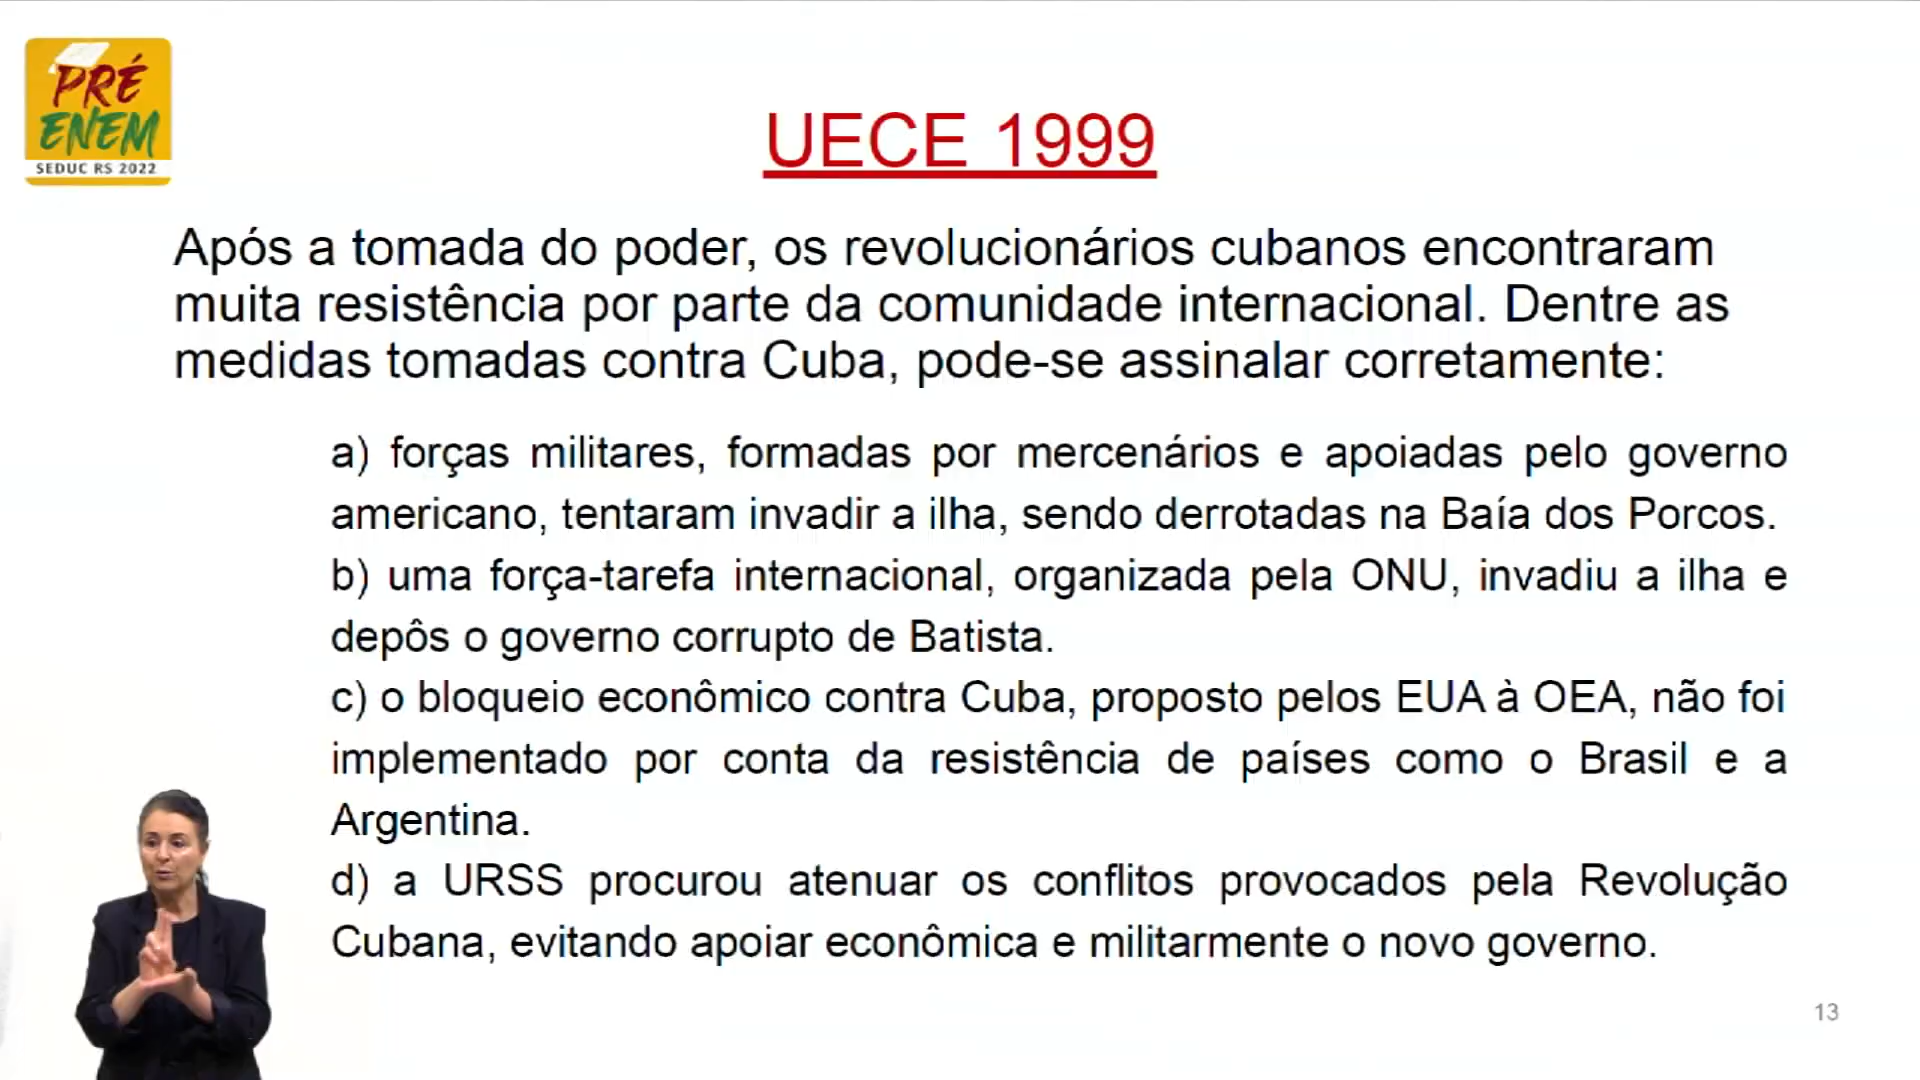 PRÉ
ENEM
SEDUC RS 2022
UECE 1999
Após a tomada do poder, os revolucionários cubanos encontraram
muita resistência por parte da comunidade internacional. Dentre as
medidas tomadas contra Cuba, pode-se assinalar corretamente:
a) forças militares, formadas por mercenários e apoiadas pelo governo
americano, tentaram invadir a ilha, sendo derrotadas na Baía dos Porcos.
b) uma força-tarefa internacional, organizada pela ONU, invadiu a ilha e
depôs o governo corrupto de Batista.
c) o bloqueio econômico contra Cuba, proposto pelos EUA à OEA, não foi
implementado por conta da resistência de países como o Brasil e a
Argentina.
d) a URSS procurou atenuar os conflitos provocados pela Revolução
Cubana, evitando apoiar econômica e militarmente o novo governo.
13